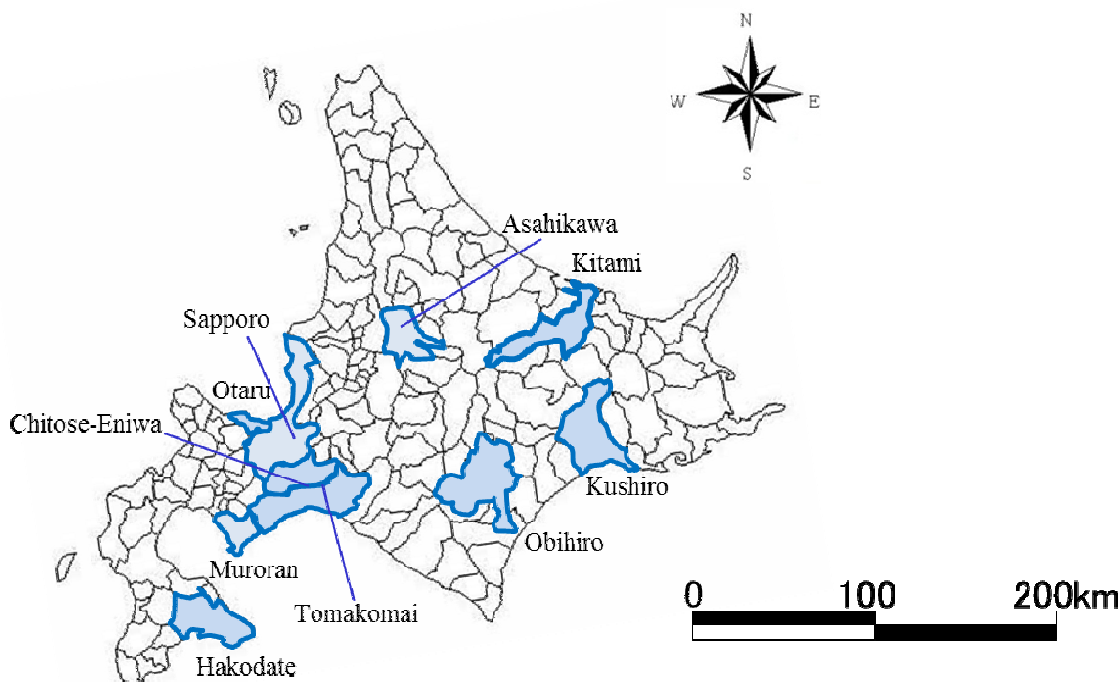 N
W E
S
Asahikawa
Kitami
Sapporo
Otaru
Chitose-Eniwa
Kushiro
Obihiro
Muroran
Tomakomai
Hakodate
0 100 200km